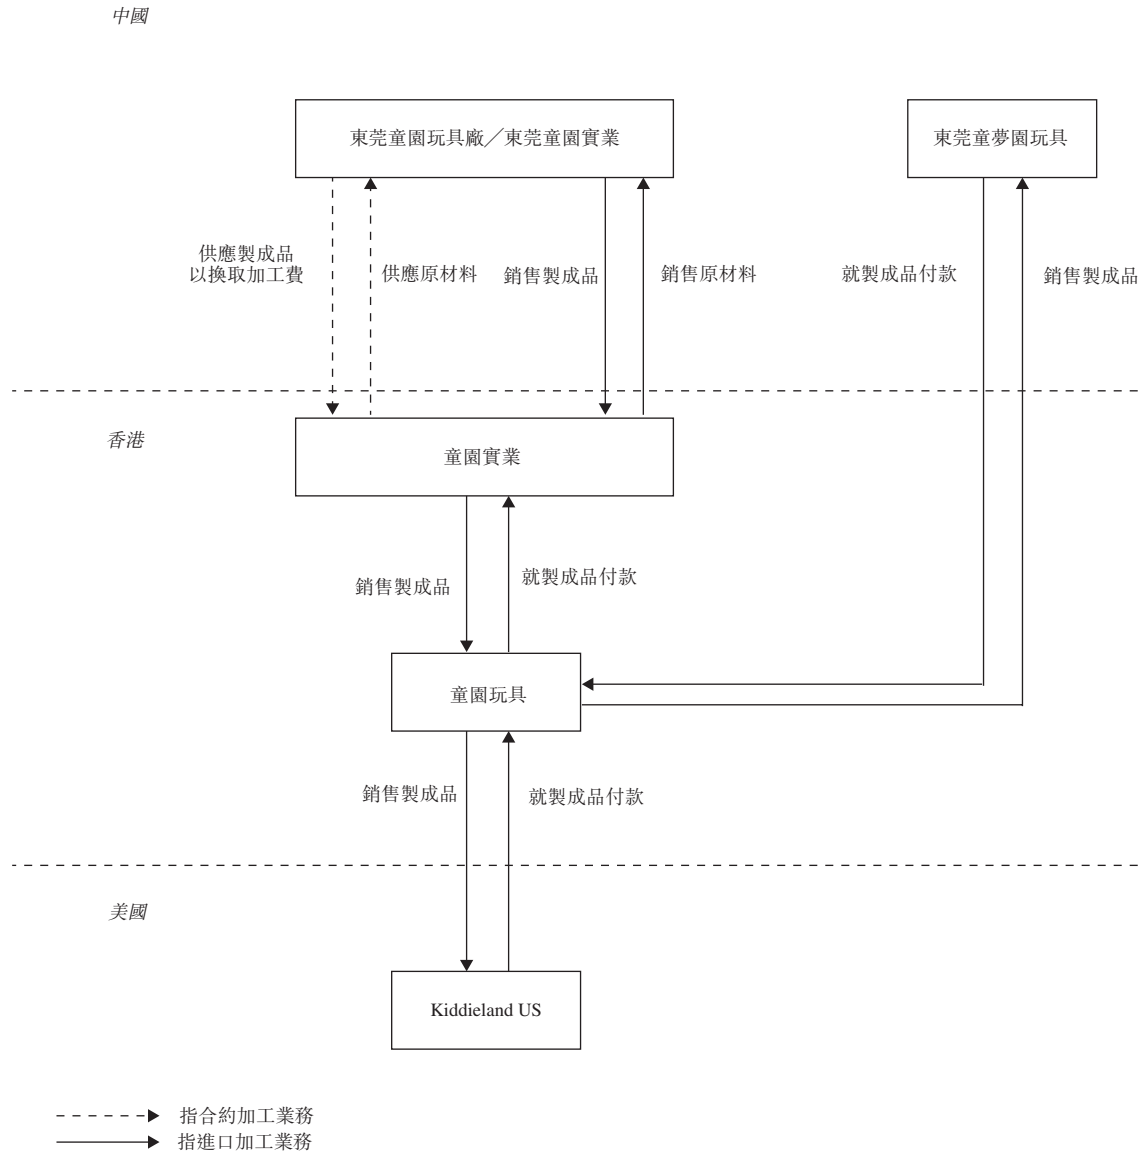 中國
東莞童園玩具廠／東莞童園實業
東莞童夢園玩具
供應製成品
以換取加工費
供應原材料
銷售製成品
銷售原材料
就製成品付款
銷售製成品
香港
童園實業
銷售製成品
就製成品付款
童園玩具
銷售製成品
就製成品付款
美國
Kiddieland US
指合約加工業務
指進口加工業務